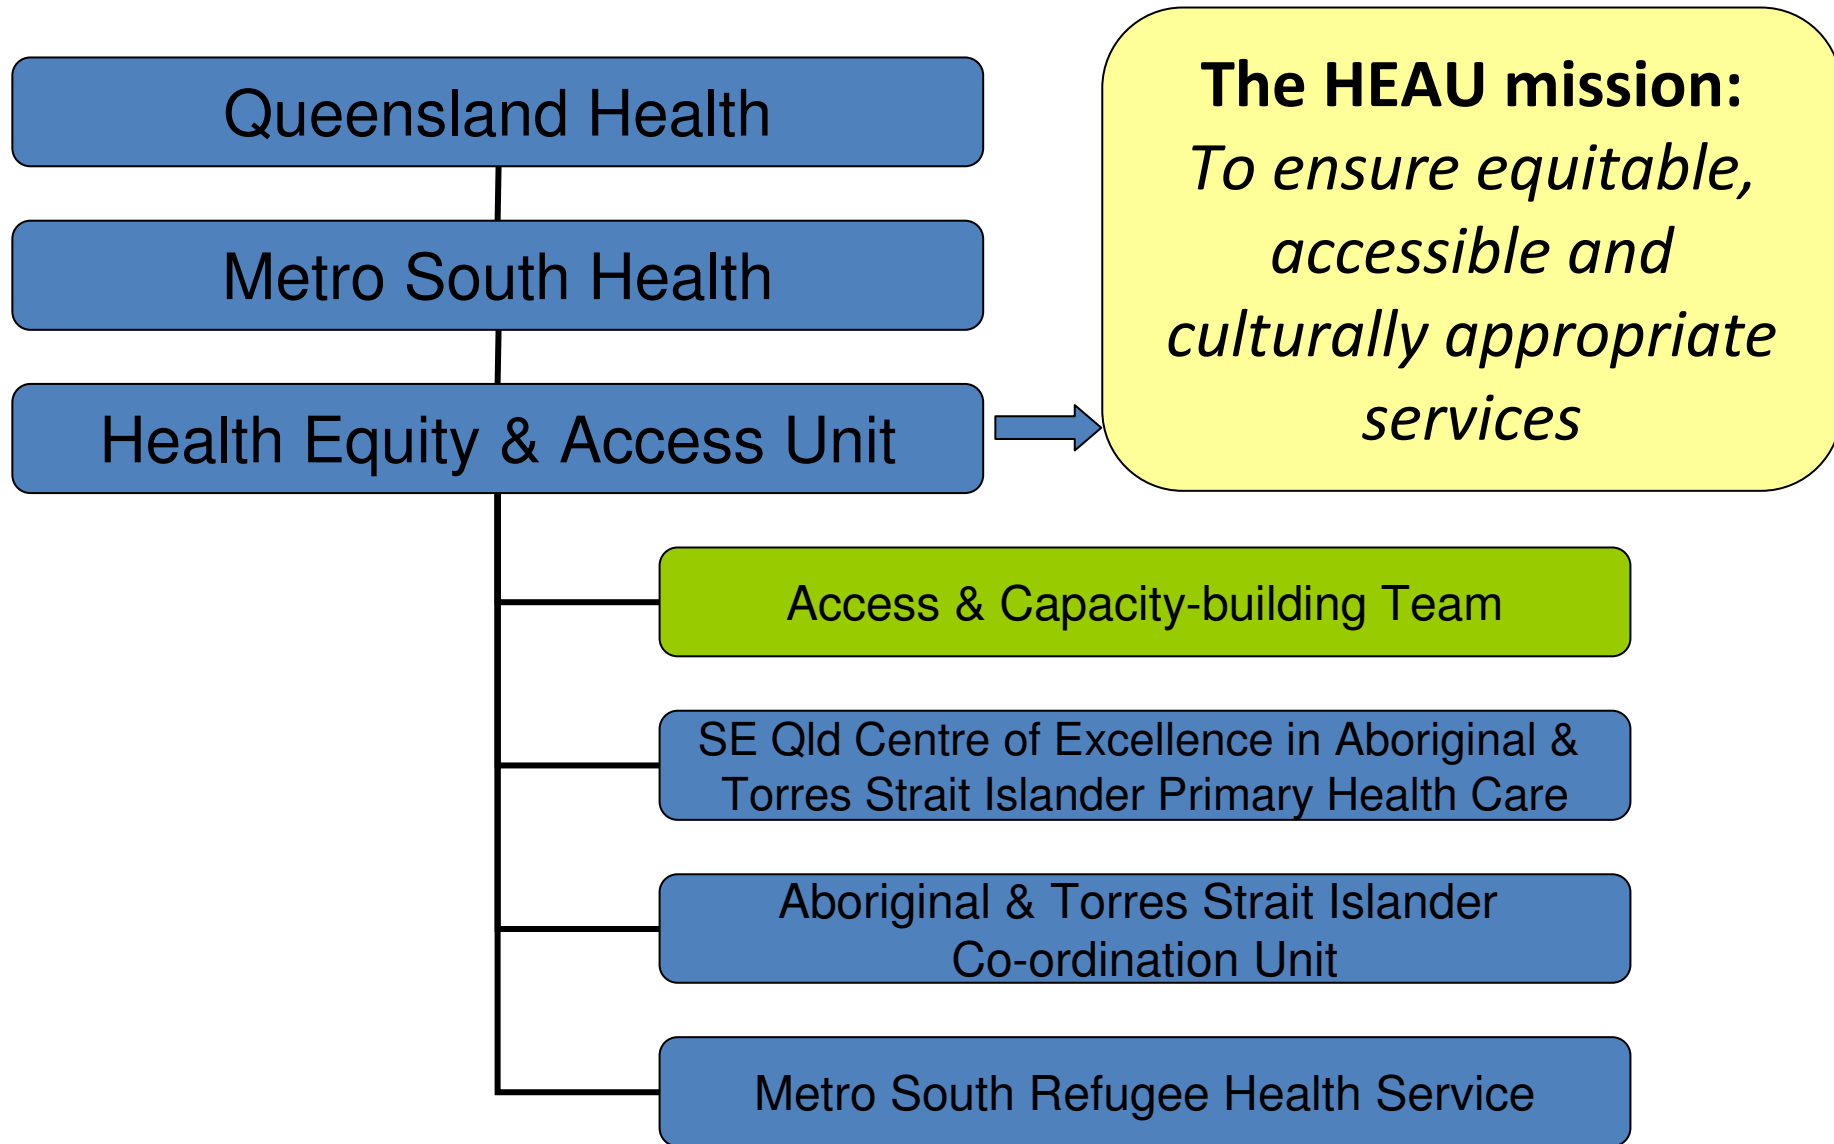 Queensland Health
Metro South Health
Health Equity & Access Unit
The HEAU mission:
To ensure equitable,
accessible and
culturally appropriate
services
Access & Capacity-building Team
SE Qld Centre of Excellence in Aboriginal &
Torres Strait Islander Primary Health Care
Aboriginal & Torres Strait Islander
Co-ordination Unit
Metro South Refugee Health Service